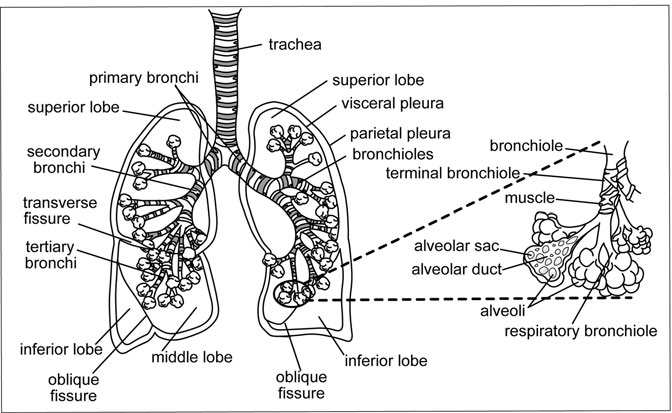 trachea
primary bronchi
superior lobe
superior lobe
visceral pleura
parietal pleura
bronchioles
secondary
bronchi
transverse
fissure
tertiary
bronchi
inferior lobe
oblique
fissure
middle lobe
oblique
fissure
inferior lobe
bronchiole
terminal bronchiole
muscle
alveolar sac
alveolar duct
alveoli
respiratory bronchiole